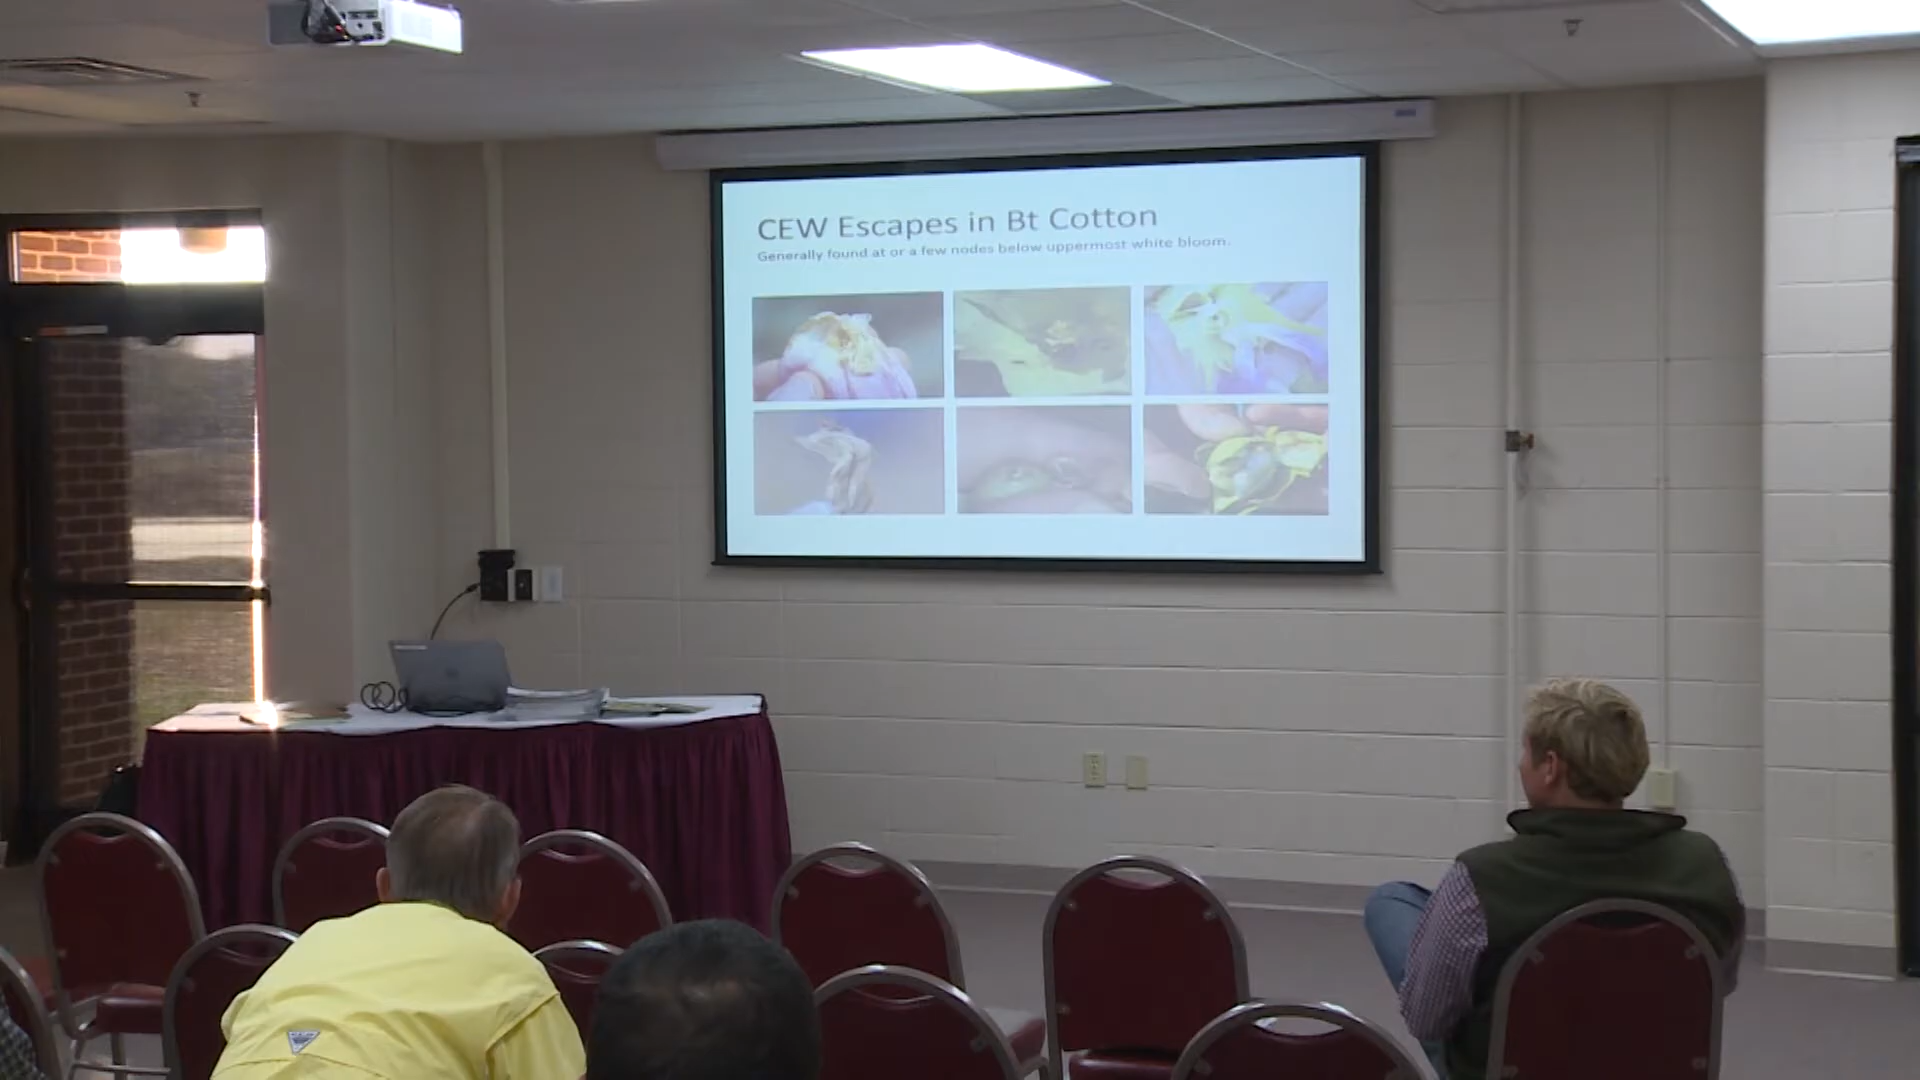 CEW Escapes in Bt Cotton
Generally found at or a few nodes below uppermost white bloom.